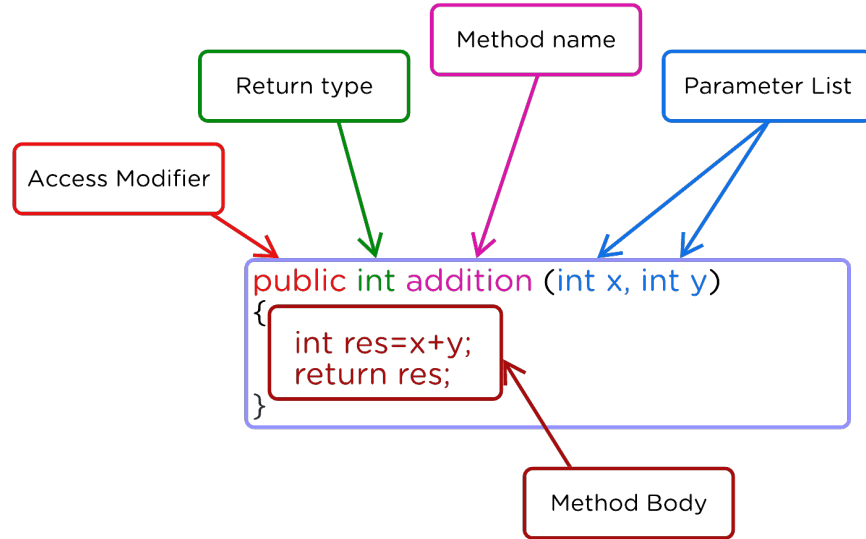 Method name
Return type
Parameter List
Access Modifier
public int addition (int x, int y)
{
int res=x+y;
return res;
}
Method Body